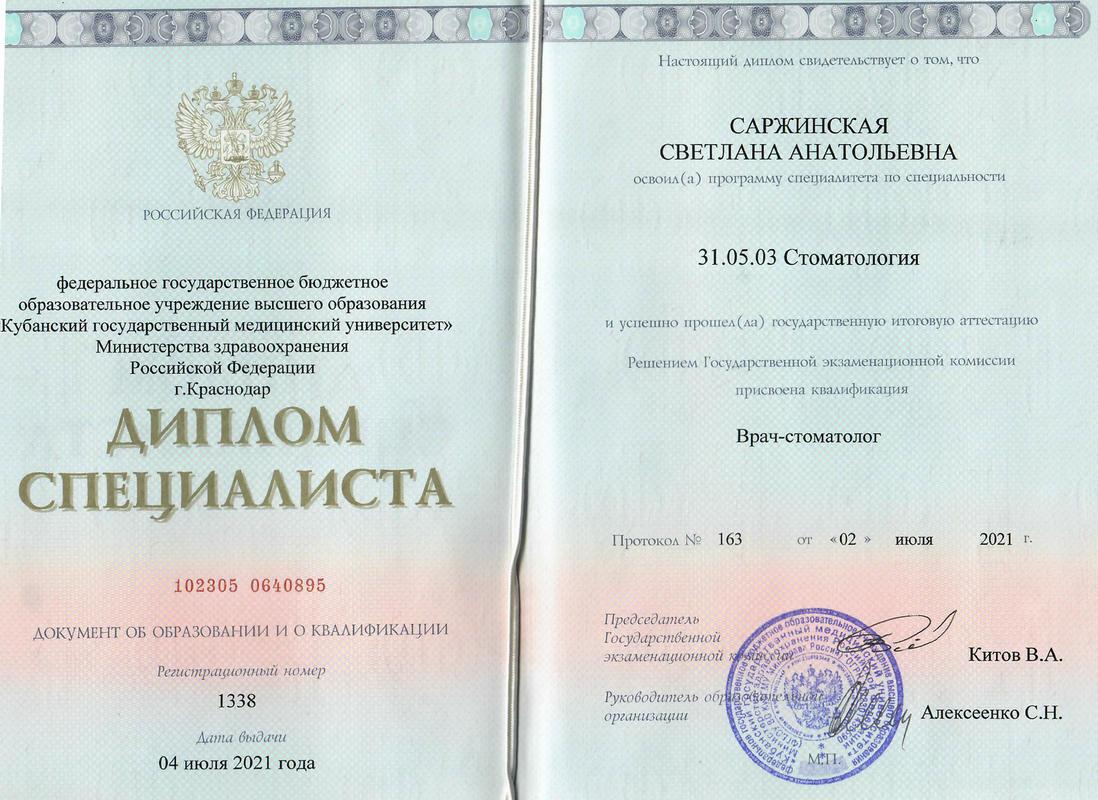 РОССИЙСКАЯ ФЕДЕРАЦИЯ
федеральное государственное бюджетное
образовательное учреждение высшего образования
Кубанский государственный медицинский университет»
Министерства здравоохранения
Российской Федерации
г.Краснодар
ДИПЛОМ
СПЕЦИАЛИСТА
102305 0640895
ДОКУМЕНТ ОБ ОБРАЗОВАНИИ И О КВАЛИФИКАЦИИ
Регистрационный номер
1338
Дата выдачи
04 июля 2021 года
Настоящий диплом свидетельствует о том, что
САРЖИНСКАЯ
СВЕТЛАНА АНАТОЛЬЕВНА
освоил(а) программу специалитета по специальности
31.05.03 Стоматология
и успешно прошел(ла) государственную итоговую аттестацию
Решением Государственной экзаменационной комиссии
присвоена квалификация
Врач-стоматолог
Протокол № 163 от «02 » июля 2021 г.
Председатель
Государственной
экзаменационной комиссии
Китов В.А.
Руководитель образовательной
организации
Алексеенко С.Н.
М.П.